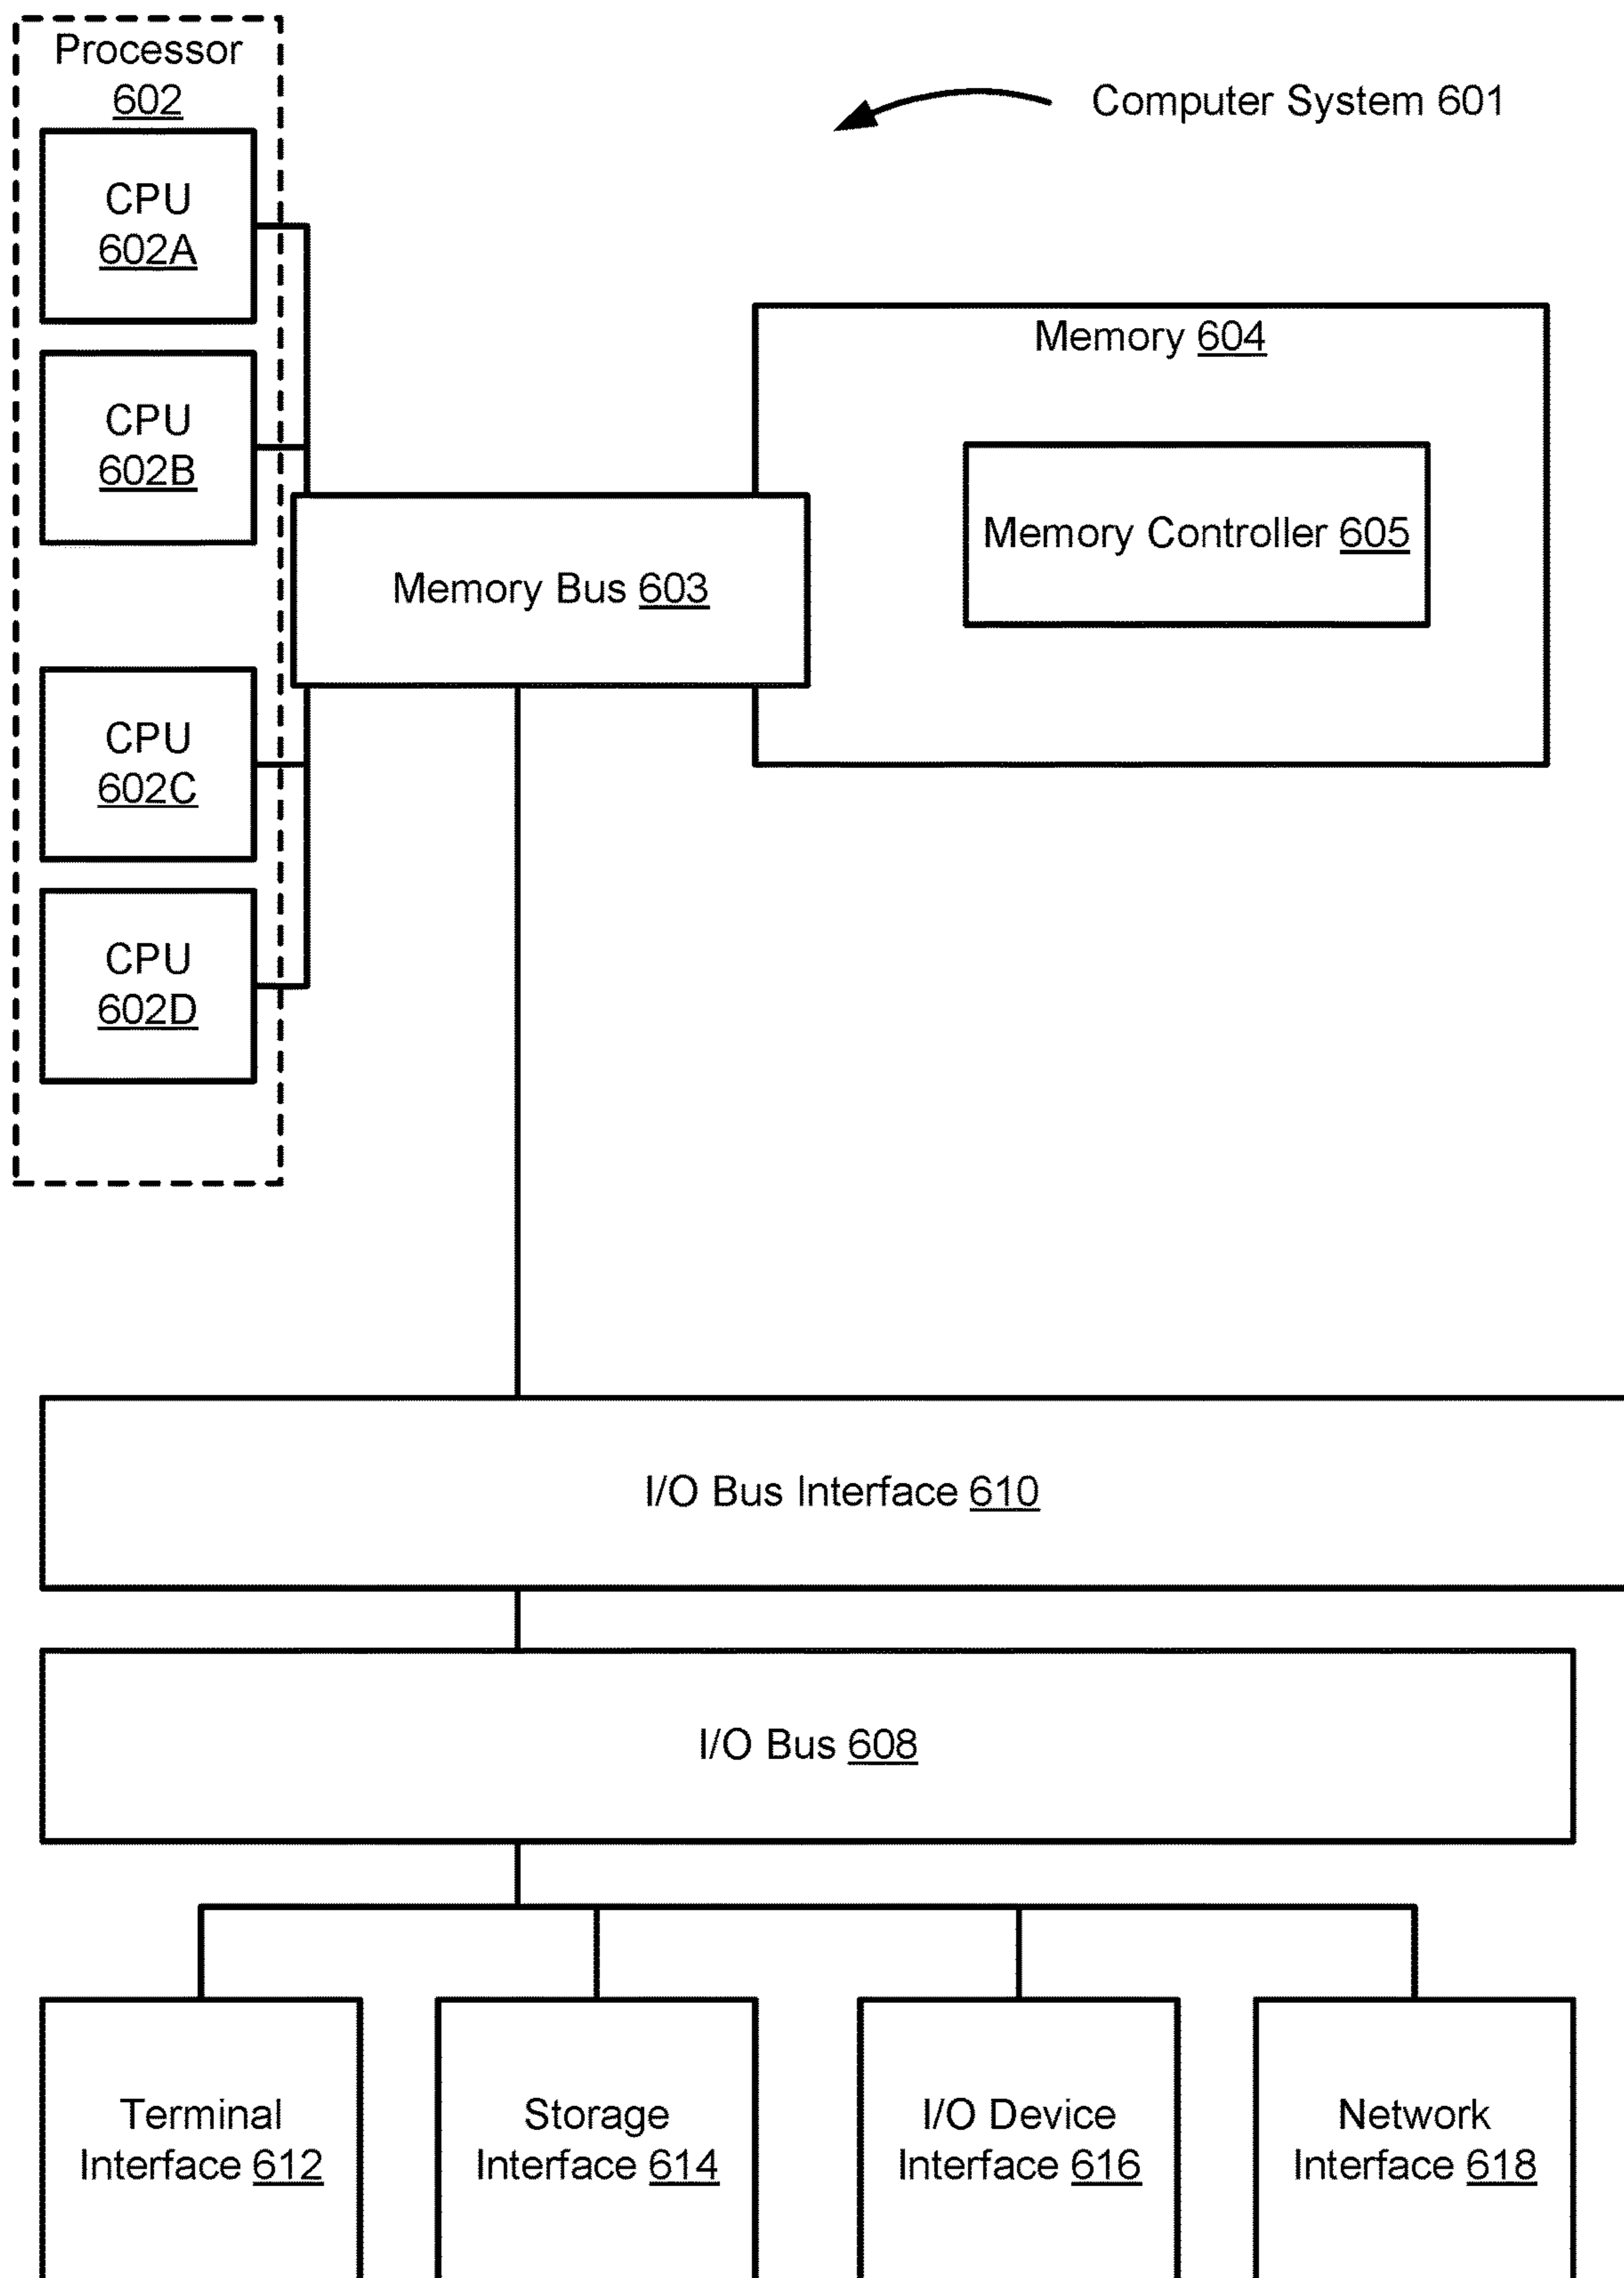 Processor
602
Computer System 601
CPU
602A
Memory 604
CPU
602B
Memory Controller 605
Memory Bus 603
CPU
602C
CPU
602D
I/O Bus Interface 610
I/O Bus 608
Terminal
Interface 612
Storage
Interface 614
I/O Device
Interface 616
Network
Interface 618